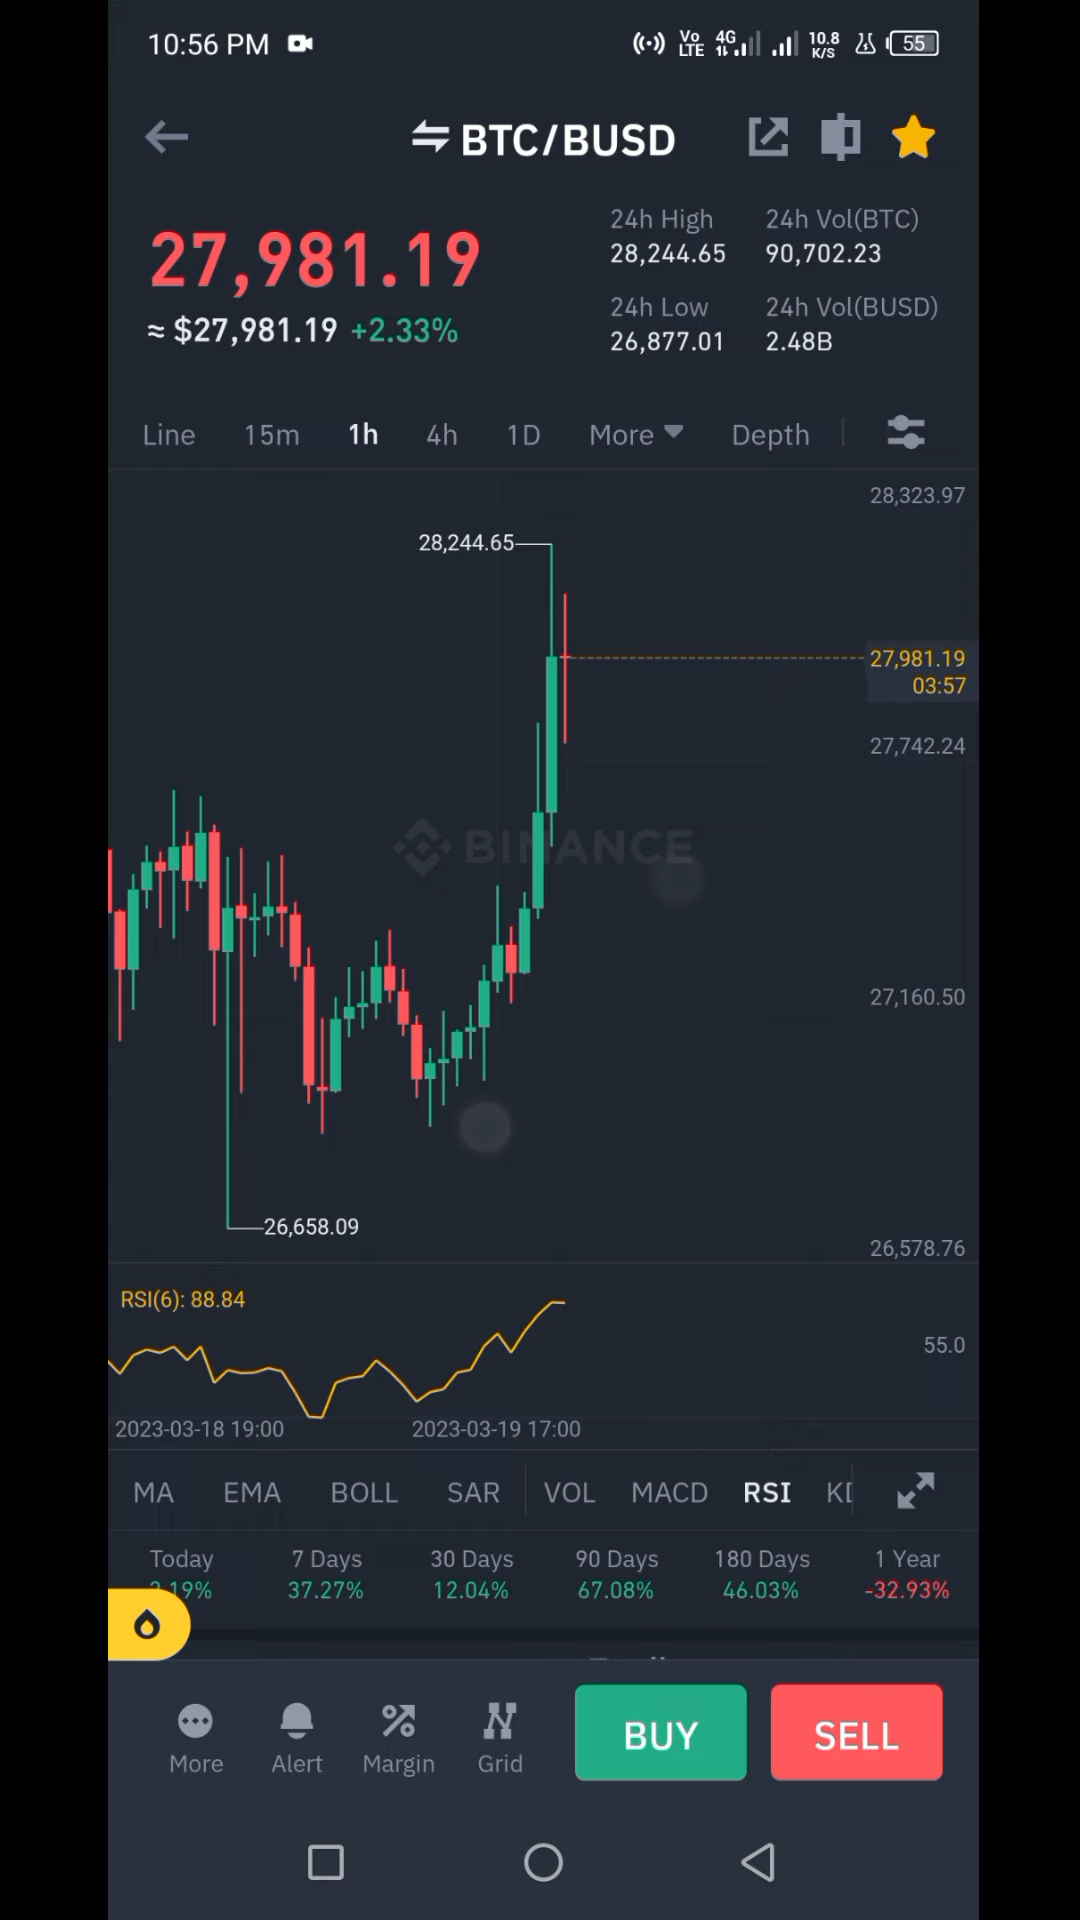 10:56 PM Vo LTE 4G 10.8 K/S 55
BTC/BUSD
27,981.19
≈ $27,981.19 +2.33%
24h High 24h Vol(BTC)
28,244.65 90,702.23
24h Low 24h Vol(BUSD)
26,877.01 2.48B
Line 15m 1h 4h 1D More Depth
28,323.97
28,244.65
27,981.19
03:57
27,742.24
BINANCE
27,160.50
26,658.09
26,578.76
RSI(6): 88.84
55.0
2023-03-18 19:00 2023-03-19 17:00
MA EMA BOLL SAR VOL MACD RSI
Today 7 Days 30 Days 90 Days 180 Days 1 Year
19% 37.27% 12.04% 67.08% 46.03% -32.93%
More Alert Margin Grid BUY SELL